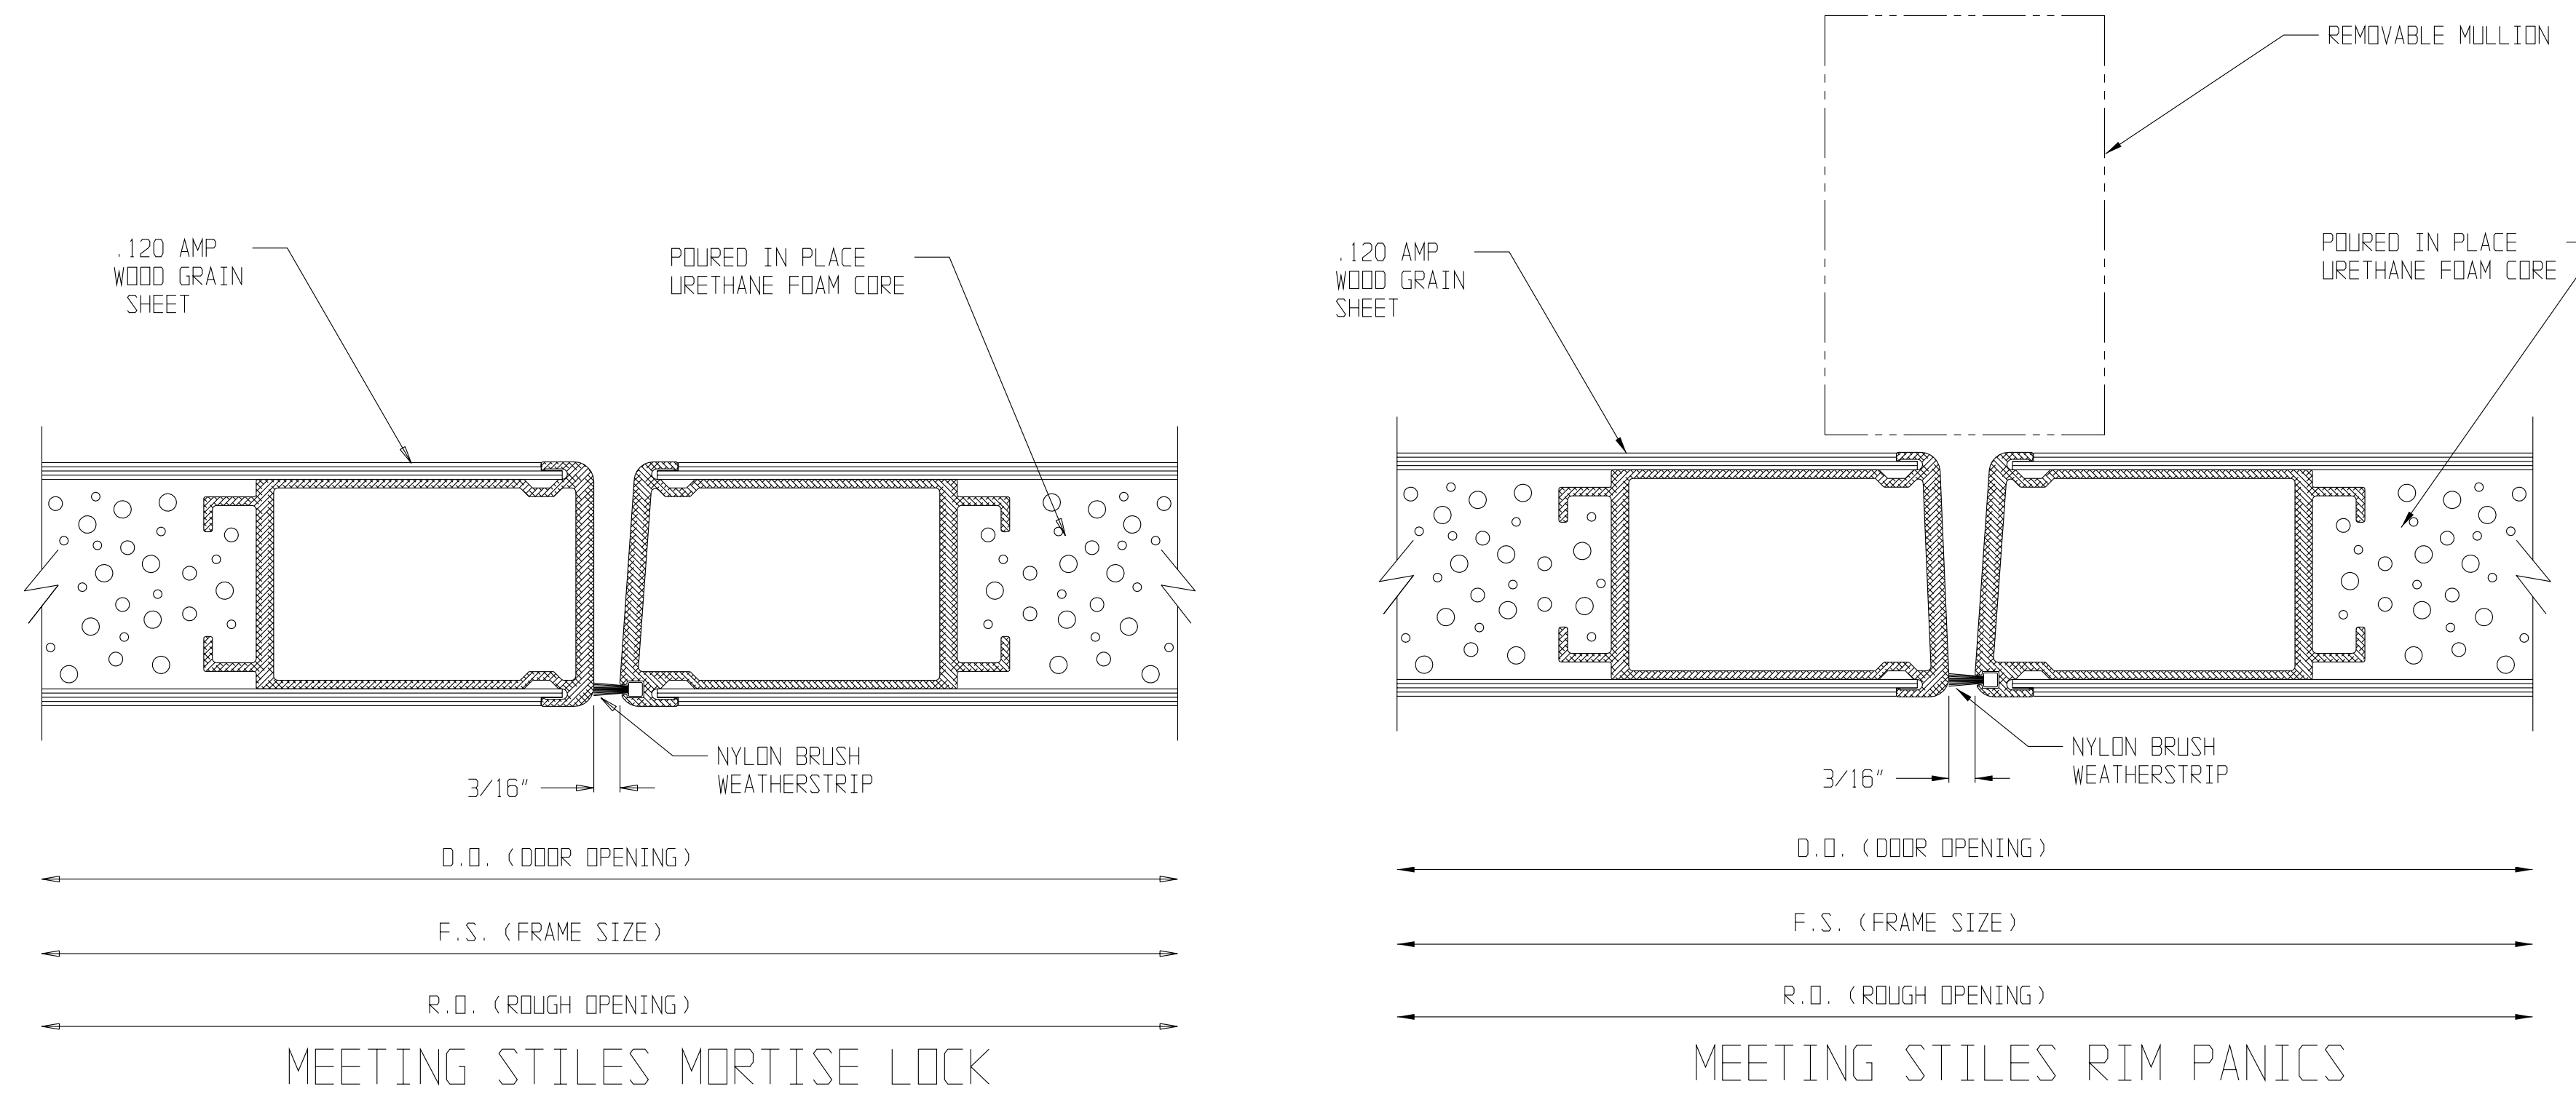 .120 AMP
WOOD GRAIN
SHEET
POURED IN PLACE
URETHANE FOAM CORE
NYLON BRUSH
WEATHERSTRIP
3/16"
D.O. (DOOR OPENING)
F.S. (FRAME SIZE)
R.O. (ROUGH OPENING)
MEETING STILES MORTISE LOCK
REMOVABLE MULLION
.120 AMP
WOOD GRAIN
SHEET
POURED IN PLACE
URETHANE FOAM CORE
NYLON BRUSH
WEATHERSTRIP
3/16"
D.O. (DOOR OPENING)
F.S. (FRAME SIZE)
R.O. (ROUGH OPENING)
MEETING STILES RIM PANICS